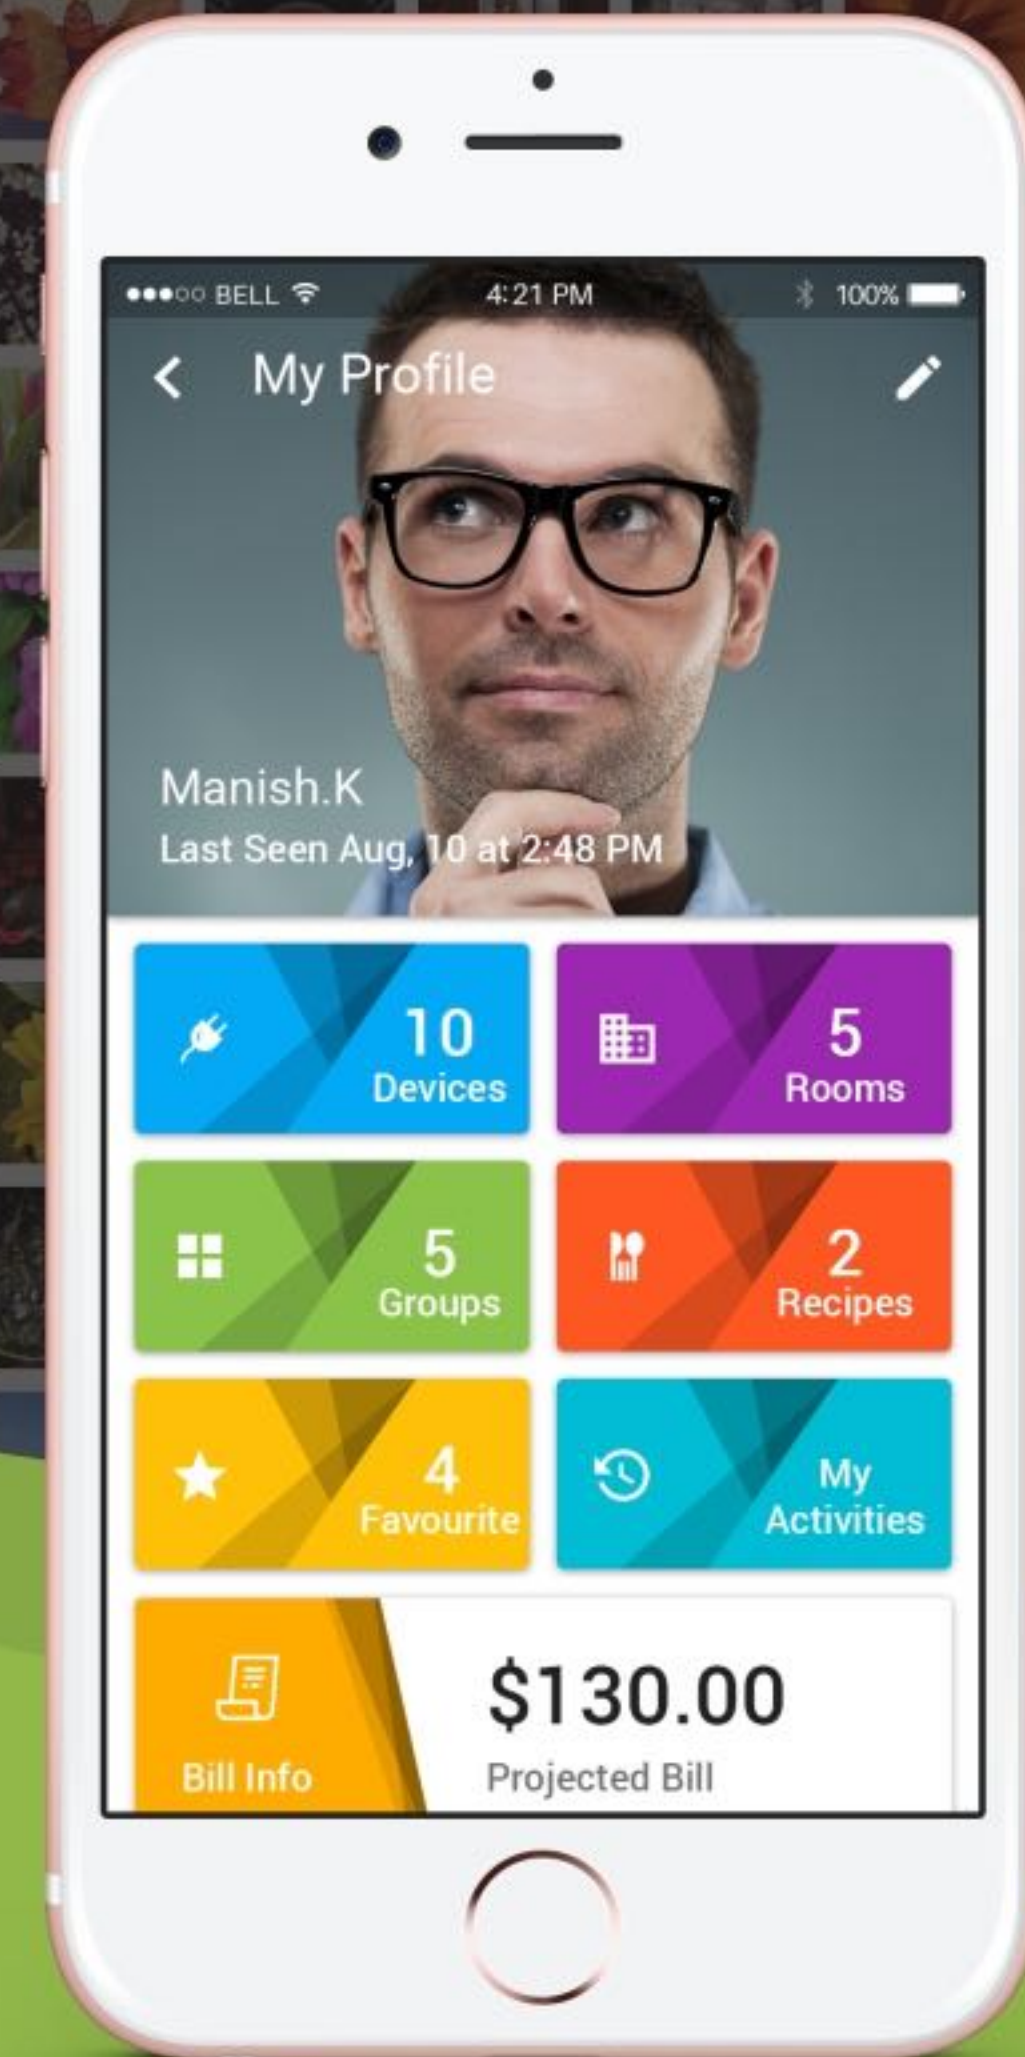 BELL 4:21 PM 100%
My Profile
Manish.K
Last Seen Aug, 10 at 2:48 PM
10
Devices
5
Rooms
5
Groups
2
Recipes
4
Favourite
My
Activities
Bill Info
$130.00
Projected Bill